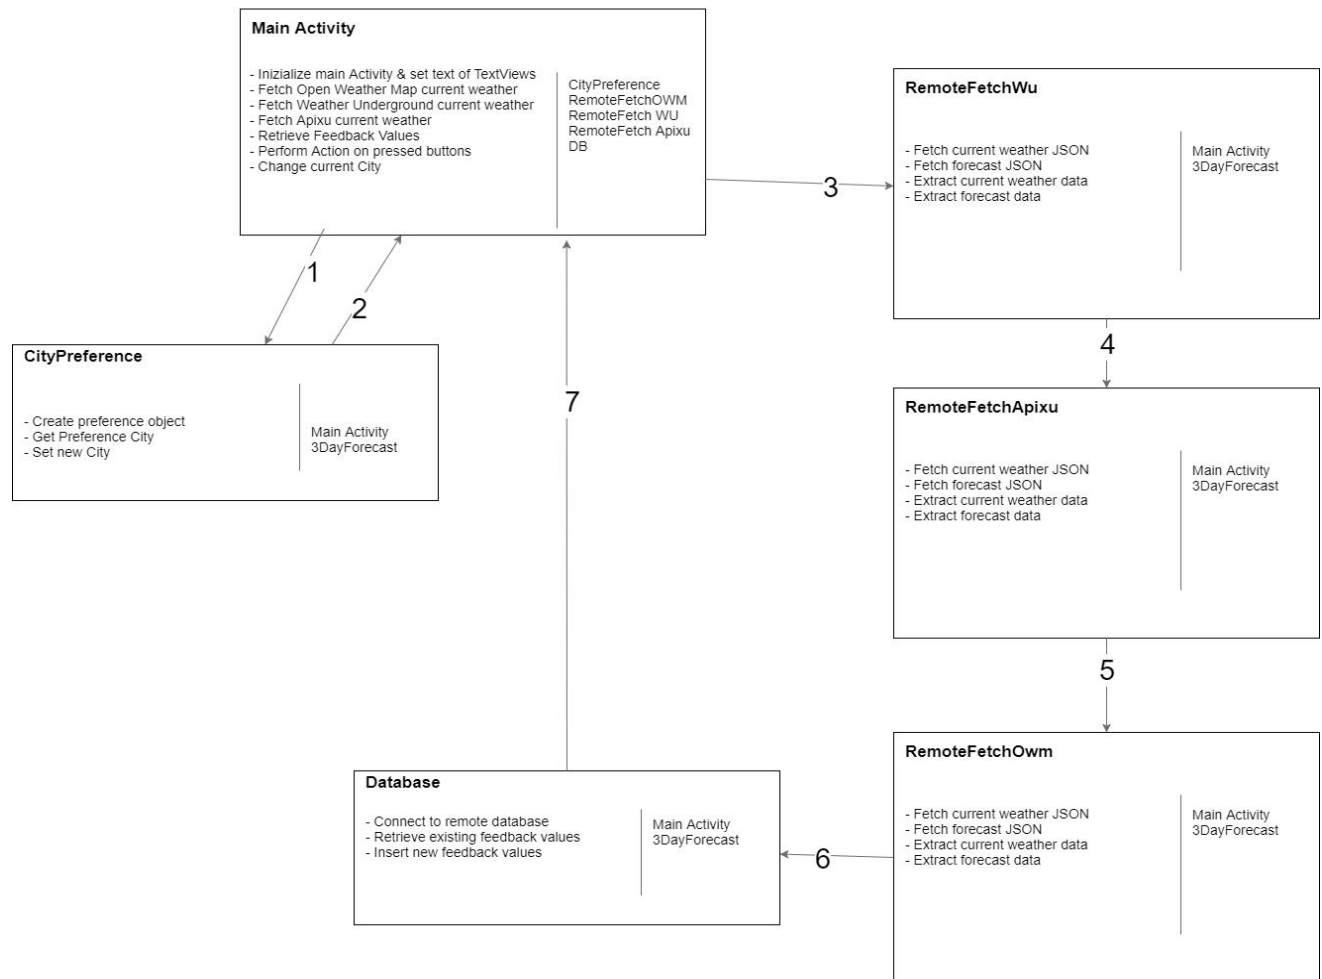 Main Activity
- Inizialize main Activity & set text of TextViews
- Fetch Open Weather Map current weather
- Fetch Weather Underground current weather
- Fetch Apixu current weather
- Retrieve Feedback Values
- Perform Action on pressed buttons
- Change current City
CityPreference
RemoteFetchOWM
RemoteFetch WU
RemoteFetch Apixu
DB
1
2
3
RemoteFetchWu
- Fetch current weather JSON
- Fetch forecast JSON
- Extract current weather data
- Extract forecast data
Main Activity
3DayForecast
4
CityPreference
- Create preference object
- Get Preference City
- Set new City
Main Activity
3DayForecast
7
RemoteFetchApixu
- Fetch current weather JSON
- Fetch forecast JSON
- Extract current weather data
- Extract forecast data
Main Activity
3DayForecast
5
RemoteFetchOwm
- Fetch current weather JSON
- Fetch forecast JSON
- Extract current weather data
- Extract forecast data
Main Activity
3DayForecast
6
Database
- Connect to remote database
- Retrieve existing feedback values
- Insert new feedback values
Main Activity
3DayForecast